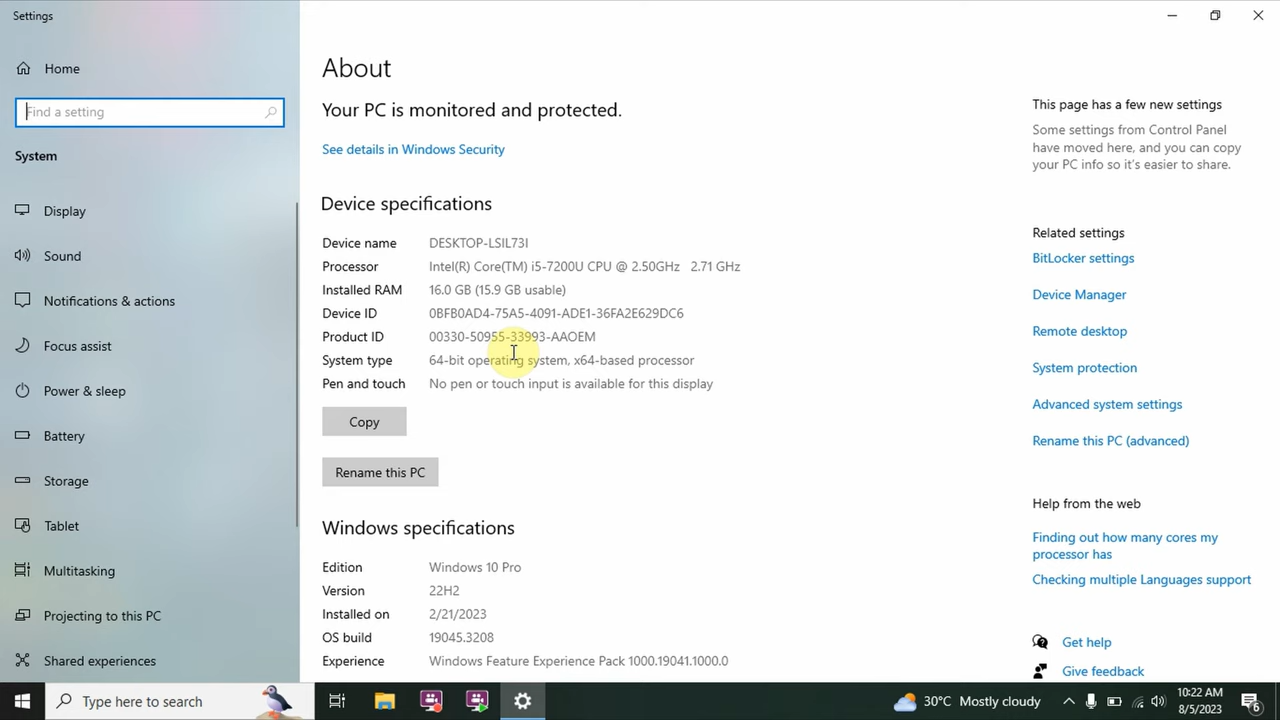 Settings
Home
Find a setting
System
Display
Sound
Notifications & actions
Focus assist
Power & sleep
Battery
Storage
Tablet
Multitasking
Projecting to this PC
Shared experiences
About
Your PC is monitored and protected.
See details in Windows Security
Device specifications
Device name DESKTOP-LSIL73I
Processor Intel(R) Core(TM) i5-7200U CPU @ 2.50GHz 2.71 GHz
Installed RAM 16.0 GB (15.9 GB usable)
Device ID 0BFB0AD4-75A5-4091-ADE1-36FA2E629DC6
Product ID 00330-50955-33993-AAOEM
System type 64-bit operating system, x64-based processor
Pen and touch No pen or touch input is available for this display
Copy
Rename this PC
Windows specifications
Edition Windows 10 Pro
Version 22H2
Installed on 2/21/2023
OS build 19045.3208
Experience Windows Feature Experience Pack 1000.19041.1000.0
This page has a few new settings
Some settings from Control Panel
have moved here, and you can copy
your PC info so it's easier to share.
Related settings
BitLocker settings
Device Manager
Remote desktop
System protection
Advanced system settings
Rename this PC (advanced)
Help from the web
Finding out how many cores my
processor has
Checking multiple Languages support
Get help
Give feedback
Type here to search
30°C Mostly cloudy
10:22 AM
8/5/2023
6